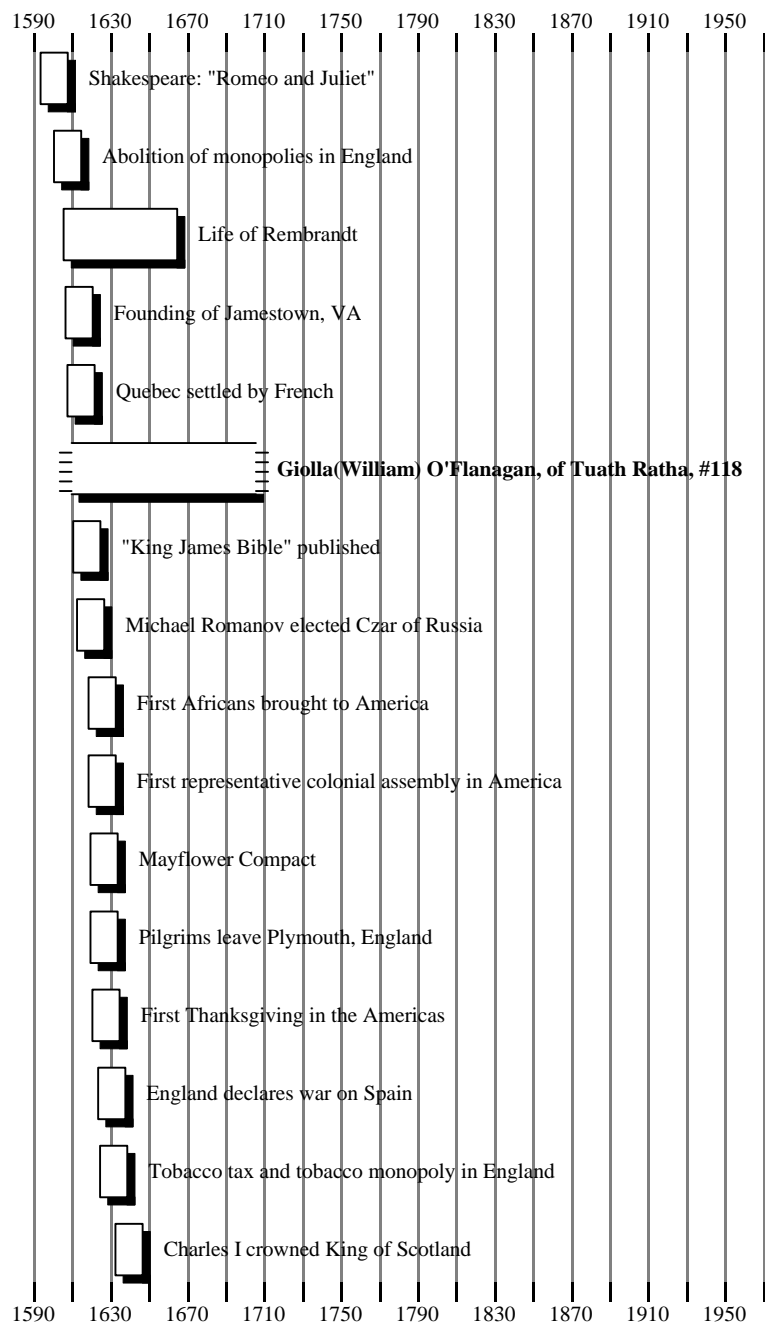 1590 1630 1670 1710 1750 1790 1830 1870 1910 1950
Shakespeare: "Romeo and Juliet"
Abolition of monopolies in England
Life of Rembrandt
Founding of Jamestown, VA
Quebec settled by French
Giolla(William) O'Flanagan, of Tuath Ratha, #118
"King James Bible" published
Michael Romanov elected Czar of Russia
First Africans brought to America
First representative colonial assembly in America
Mayflower Compact
Pilgrims leave Plymouth, England
First Thanksgiving in the Americas
England declares war on Spain
Tobacco tax and tobacco monopoly in England
Charles I crowned King of Scotland
1590 1630 1670 1710 1750 1790 1830 1870 1910 1950